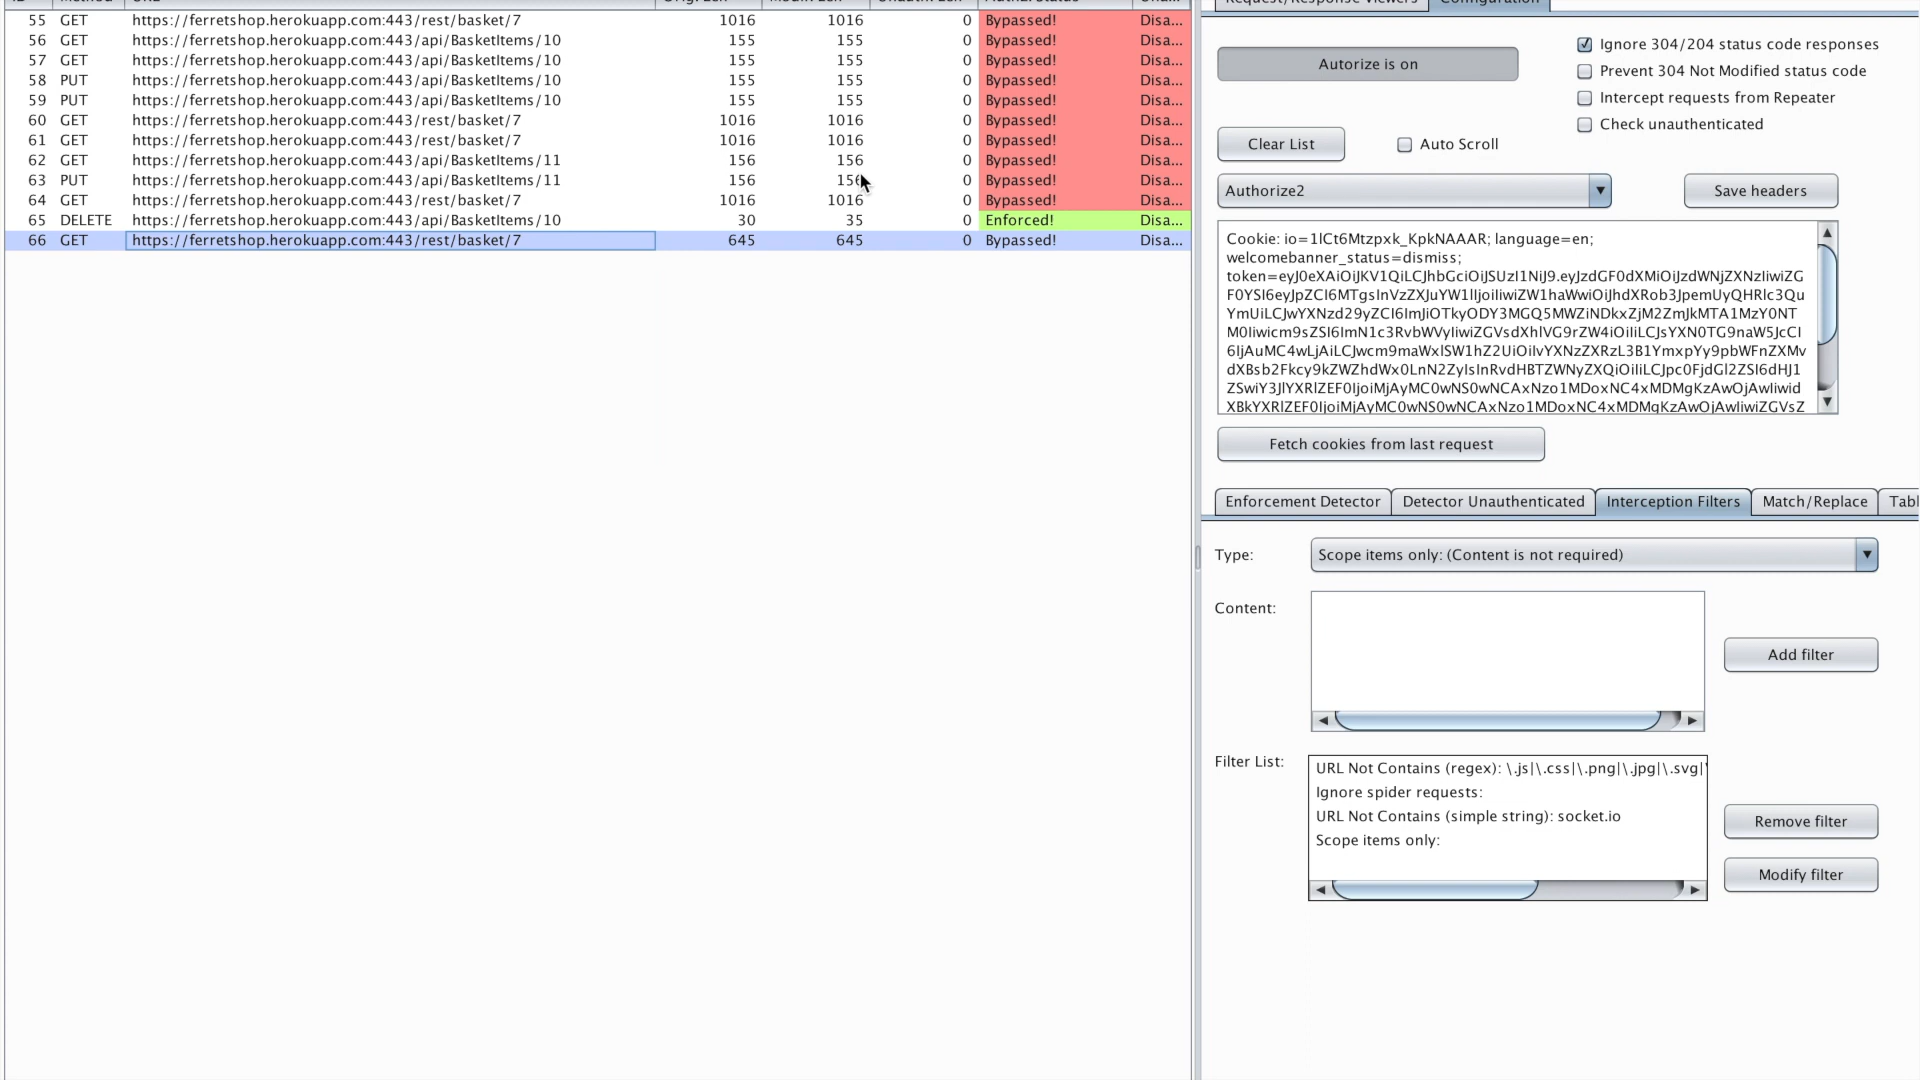 Request/Response Viewers Configuration
55 GET https://ferretshop.herokuapp.com:443/rest/basket/7 1016 1016 0 Bypassed! Disa...
56 GET https://ferretshop.herokuapp.com:443/api/BasketItems/10 155 155 0 Bypassed! Disa...
57 GET https://ferretshop.herokuapp.com:443/api/BasketItems/10 155 155 0 Bypassed! Disa...
58 PUT https://ferretshop.herokuapp.com:443/api/BasketItems/10 155 155 0 Bypassed! Disa...
59 PUT https://ferretshop.herokuapp.com:443/api/BasketItems/10 155 155 0 Bypassed! Disa...
60 GET https://ferretshop.herokuapp.com:443/rest/basket/7 1016 1016 0 Bypassed! Disa...
61 GET https://ferretshop.herokuapp.com:443/rest/basket/7 1016 1016 0 Bypassed! Disa...
62 GET https://ferretshop.herokuapp.com:443/api/BasketItems/11 156 156 0 Bypassed! Disa...
63 PUT https://ferretshop.herokuapp.com:443/api/BasketItems/11 156 156 0 Bypassed! Disa...
64 GET https://ferretshop.herokuapp.com:443/rest/basket/7 1016 1016 0 Bypassed! Disa...
65 DELETE https://ferretshop.herokuapp.com:443/api/BasketItems/10 30 35 0 Enforced! Disa...
66 GET https://ferretshop.herokuapp.com:443/rest/basket/7 645 645 0 Bypassed! Disa...
Autorize is on
Ignore 304/204 status code responses
Prevent 304 Not Modified status code
Intercept requests from Repeater
Check unauthenticated
Clear List
Auto Scroll
Authorize2
Save headers
Cookie: io=1lCt6Mtzpxk_KpkNAAAR; language=en;
welcomebanner_status=dismiss;
Fetch cookies from last request
Enforcement Detector Detector Unauthenticated Interception Filters Match/Replace Tabl
Type: Scope items only: (Content is not required)
Content:
Add filter
Filter List:
URL Not Contains (regex): \.js|\.css|\.png|\.jpg|\.svg|
Ignore spider requests:
URL Not Contains (simple string): socket.io
Scope items only:
Remove filter
Modify filter